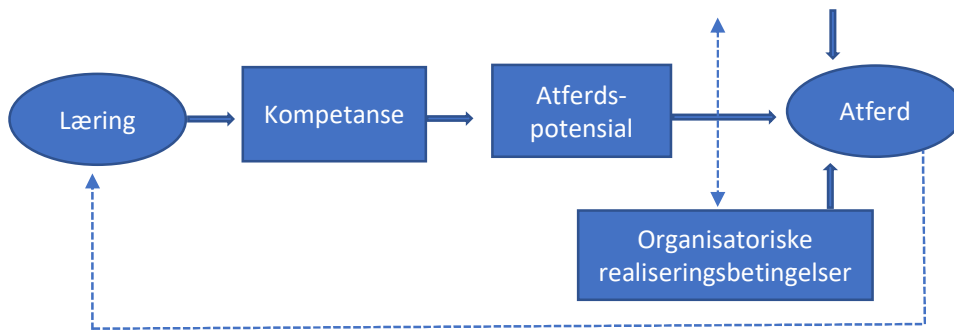 Læring
Kompetanse
Atferds-
potensial
Atferd
Organisatoriske
realiseringsbetingelser